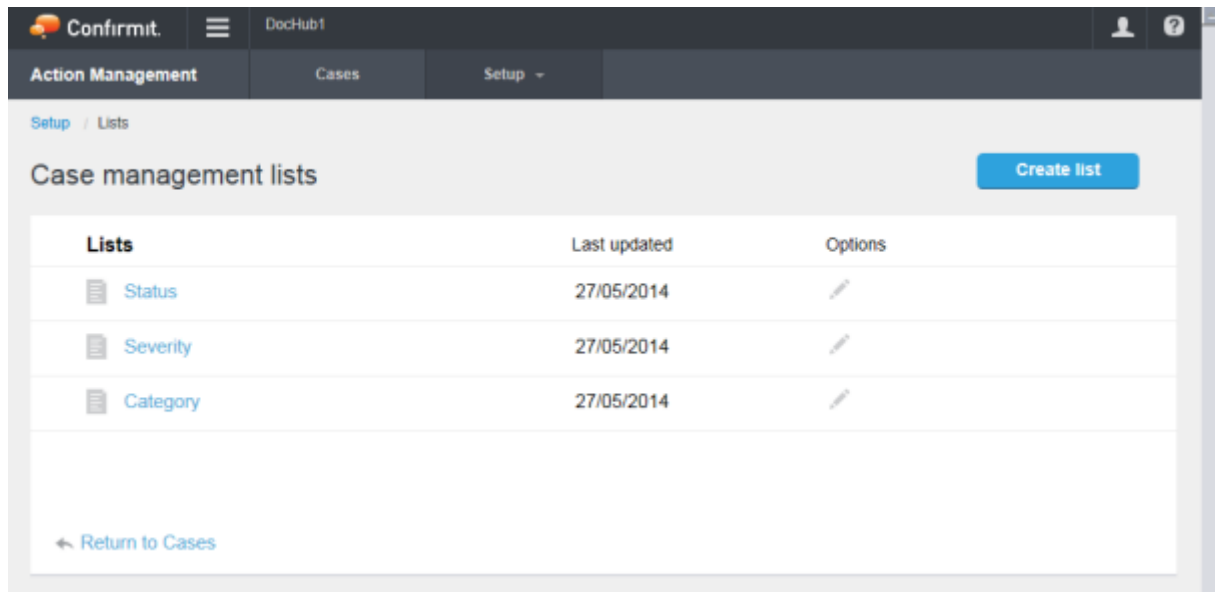 Confirmit. DocHub1
Action Management Cases Setup
Setup / Lists
Case management lists Create list
Lists Last updated Options
Status 27/05/2014
Severity 27/05/2014
Category 27/05/2014
Return to Cases